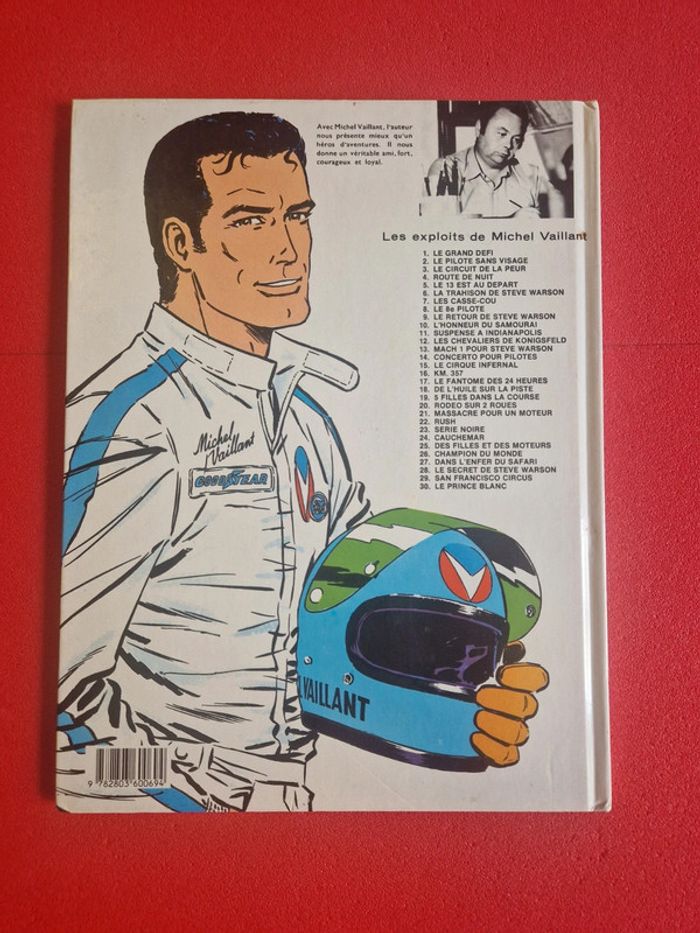 Avec Michel Vaillant, l'auteur
nous présente mieux qu'un
héros d'aventures. Il nous
donne un véritable ami, fort,
courageux et loyal.
Les exploits de Michel Vaillant
1. LE GRAND DEFI
2. LE PILOTE SANS VISAGE
3. LE CIRCUIT DE LA PEUR
4. ROUTE DE NUIT
5. LE 13 EST AU DEPART
6. LA TRAHISON DE STEVE WARSON
7. LES CASSE-COU
8. LE 8e PILOTE
9. LE RETOUR DE STEVE WARSON
10. L'HONNEUR DU SAMOURAI
11. SUSPENSE A INDIANAPOLIS
12. LES CHEVALIERS DE KONIGSFELD
13. MACH 1 POUR STEVE WARSON
14. CONCERTO POUR PILOTES
15. LE CIRQUE INFERNAL
16. KM. 357
17. LE FANTOME DES 24 HEURES
18. DE L'HUILE SUR LA PISTE
19. 5 FILLES DANS LA COURSE
20. RODEO SUR 2 ROUES
21. MASSACRE POUR UN MOTEUR
22. RUSH
23. SERIE NOIRE
24. CAUCHEMAR
25. DES FILLES ET DES MOTEURS
26. CHAMPION DU MONDE
27. DANS L'ENFER DU SAFARI
28. LE SECRET DE STEVE WARSON
29. SAN FRANCISCO CIRCUS
30. LE PRINCE BLANC
Michel
Vaillant
GOODYEAR
L VAILLANT
9 782803 600694